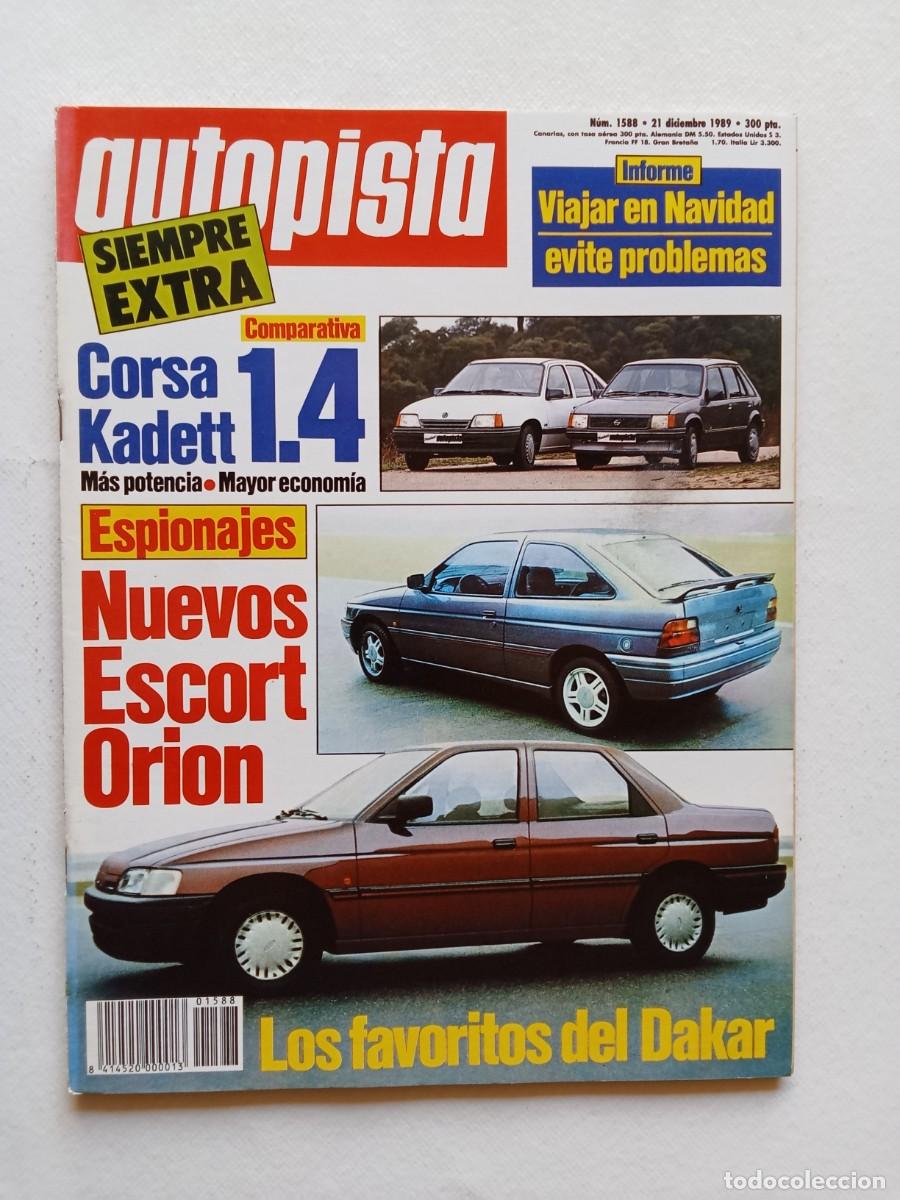 autopista
Núm. 1588 • 21 diciembre 1989 • 300 pta.
Canarias, con tasa aérea 300 pts. Alemania DM 5.50. Estados Unidos $ 3.
Francia FF 18. Gran Bretaña 1.70. Italia Lir 3.300.
SIEMPRE
EXTRA
Informe
Viajar en Navidad
evite problemas
Comparativa
Corsa
Kadett
1.4
Más potencia • Mayor economía
autopista
autopista
Espionajes
Nuevos
Escort
Orion
01588
8 414520 000013
Los favoritos del Dakar
todocoleccion